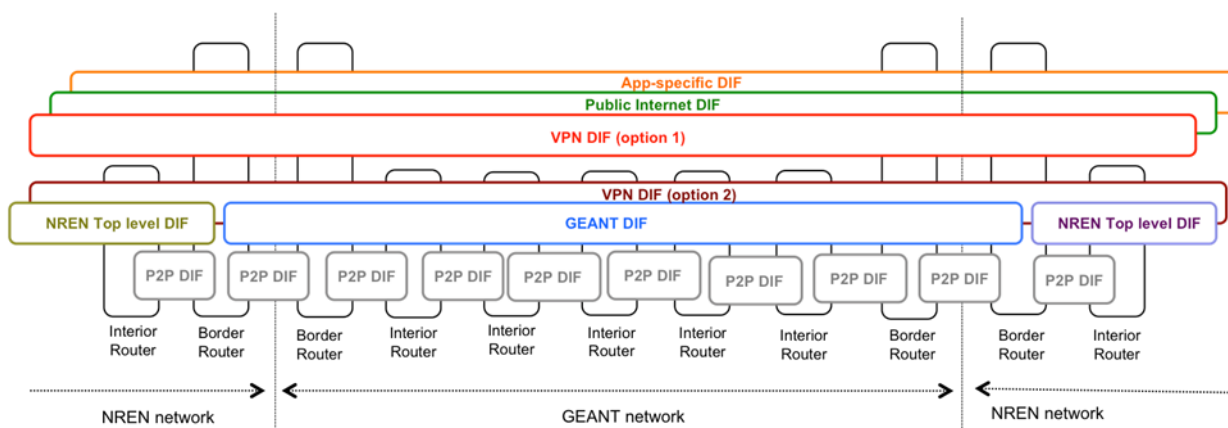 App-specific DIF
Public Internet DIF
VPN DIF (option 1)
VPN DIF (option 2)
NREN Top level DIF
GEANT DIF
NREN Top level DIF
P2P DIF
P2P DIF
P2P DIF
P2P DIF
P2P DIF
P2P DIF
P2P DIF
P2P DIF
P2P DIF
P2P DIF
Interior
Router
Border
Router
Border
Router
Interior
Router
Interior
Router
Interior
Router
Interior
Router
Interior
Router
Border
Router
Border
Router
Interior
Router
NREN network
GEANT network
NREN network